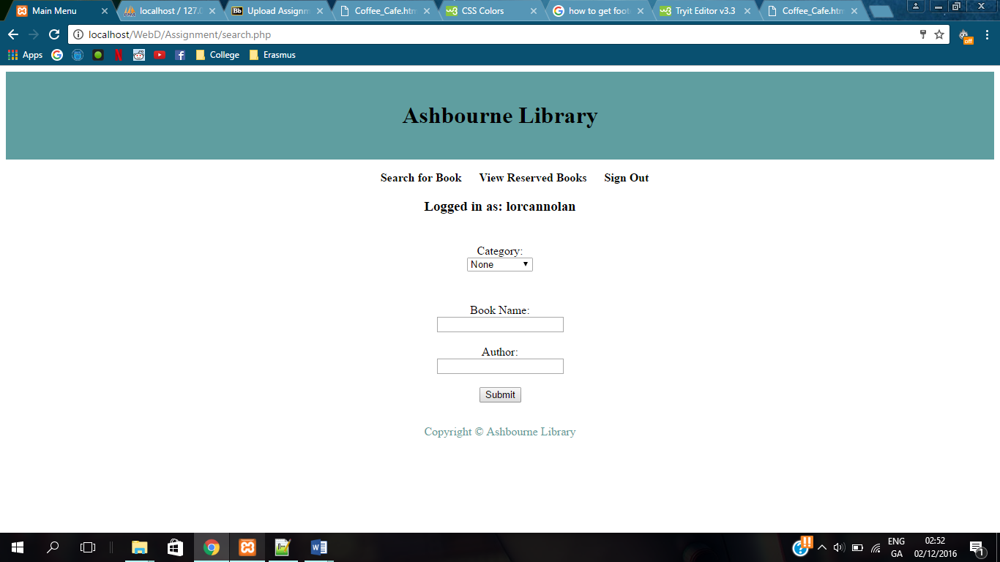 Main Menu
localhost / 127.0
Bb
Upload Assignm
Coffee_Cafe.htm
CSS Colors
how to get foot
Tryit Editor v3.3
Coffee_Cafe.htm
localhost/WebD/Assignment/search.php
off
Apps
College
Erasmus
Ashbourne Library
Search for Book View Reserved Books Sign Out
Logged in as: lorcannolan
Category:
None
Book Name:
Author:
Submit
Copyright © Ashbourne Library
ENG
GA
02:52
02/12/2016
1